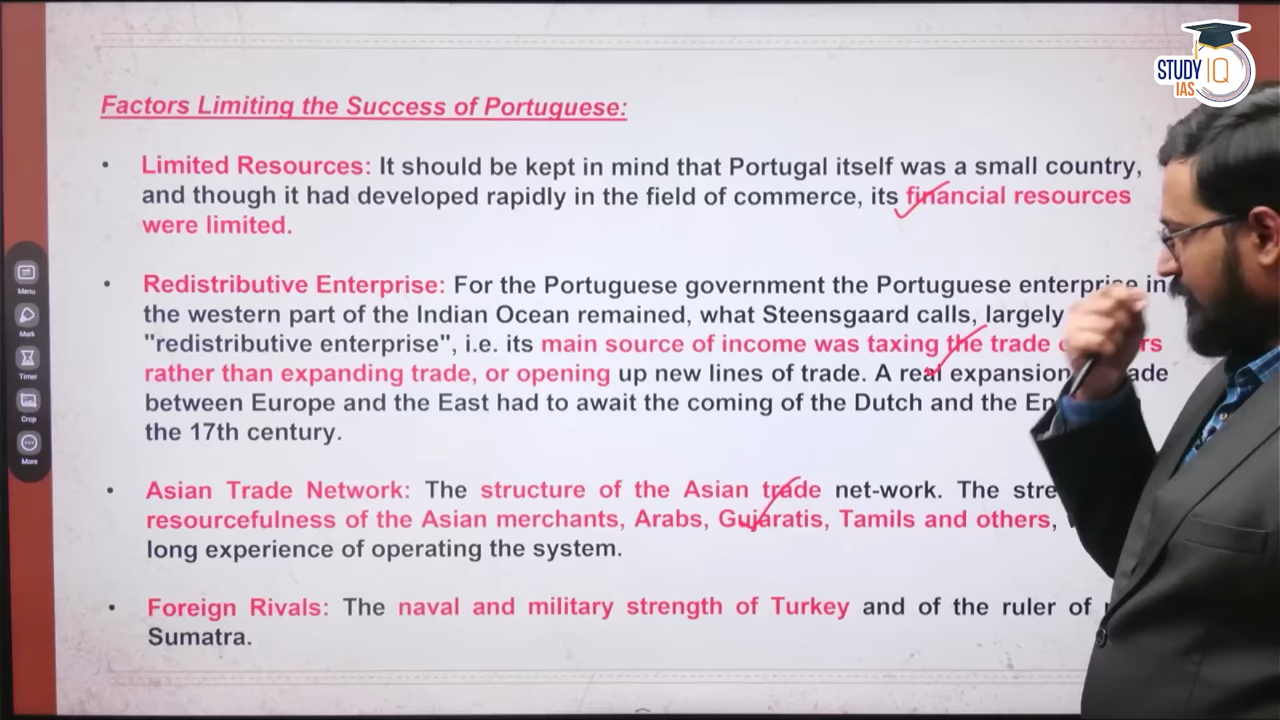 STUDY IQ
IAS
Factors Limiting the Success of Portuguese:
• Limited Resources: It should be kept in mind that Portugal itself was a small country,
and though it had developed rapidly in the field of commerce, its financial resources
were limited.
• Redistributive Enterprise: For the Portuguese government the Portuguese enterprise in
the western part of the Indian Ocean remained, what Steensgaard calls, largely
"redistributive enterprise", i.e. its main source of income was taxing the trade
rather than expanding trade, or opening up new lines of trade. A real expansion
between Europe and the East had to await the coming of the Dutch and the
the 17th century.
• Asian Trade Network: The structure of the Asian trade net-work. The
resourcefulness of the Asian merchants, Arabs, Gujaratis, Tamils and others,
long experience of operating the system.
• Foreign Rivals: The naval and military strength of Turkey and of the ruler of
Sumatra.
Menu
Mark
Timer
Crop
More